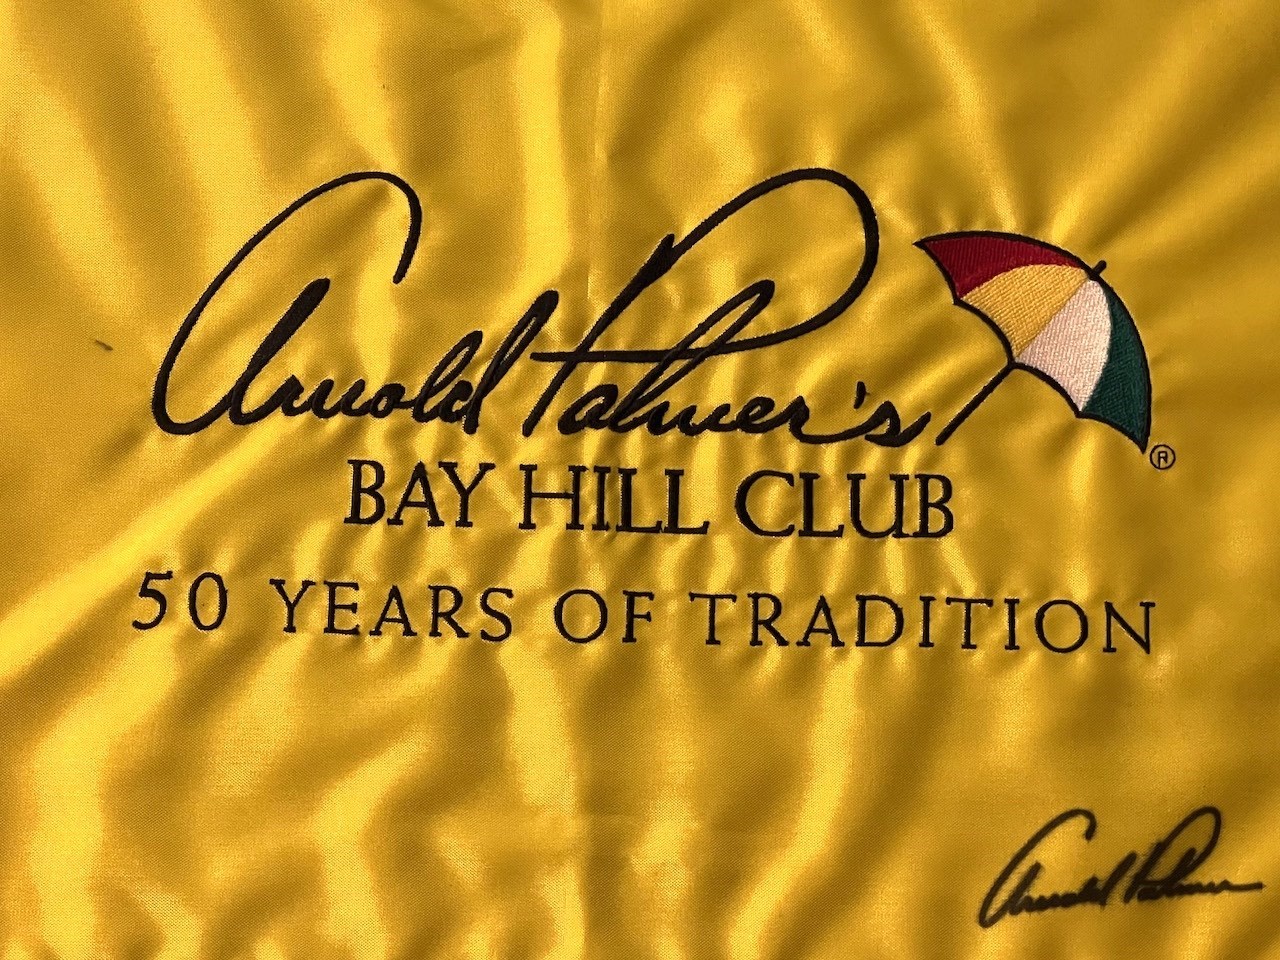 Arnold Palmer's
®
BAY HILL CLUB
50 YEARS OF TRADITION
Arnold Palmer